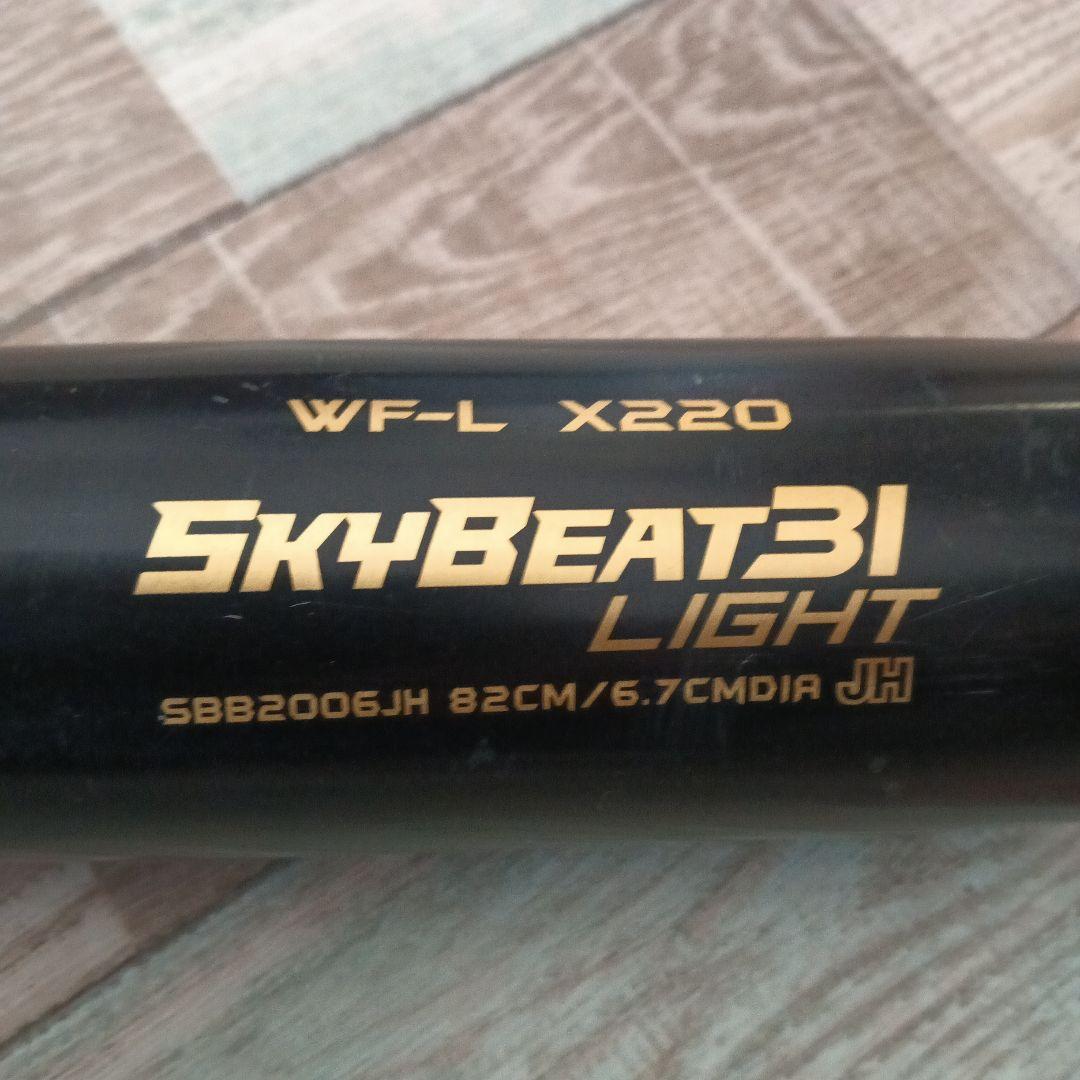 WF-L X220
SKYBEAT31
LIGHT
SBB2006JH 82CM/6.7CMDIA JH